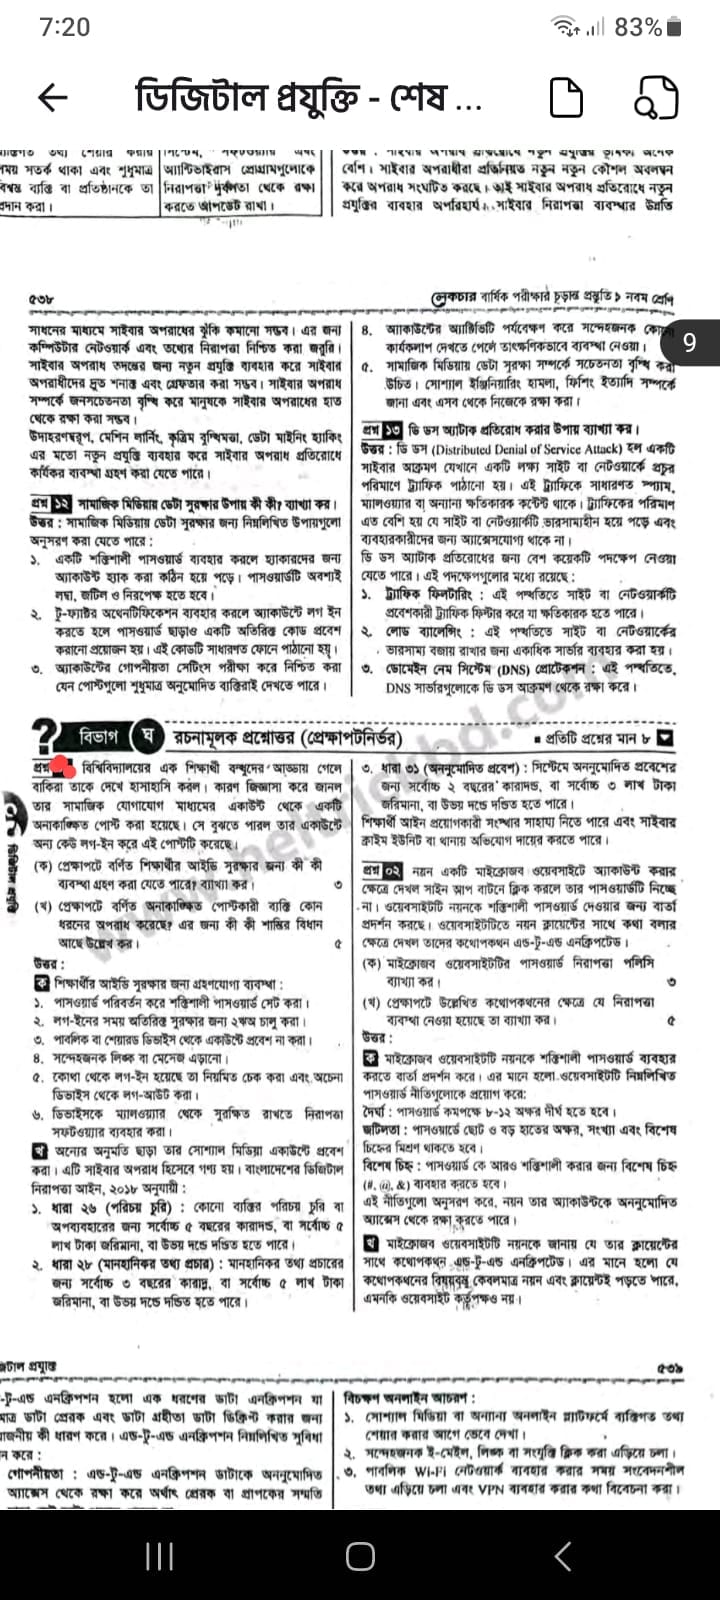 7:20
83%
ডিজিটাল প্রযুক্তি - শেষ ...
সময় সতর্ক থাকা এবং শুধুমাত্র
বিশ্বস্ত ব্যক্তি বা প্রতিষ্ঠানকে তা
প্রদান করা।
অ্যান্টিভাইরাস প্রোগ্রামগুলোকে
নিরাপত্তা দুর্বলতা থেকে রক্ষা
করতে আপডেট রাখা।
বেশি। সাইবার অপরাধীরা প্রতিনিয়ত নতুন নতুন কৌশল অবলম্বন
করে অপরাধ সংঘটিত করছে। তাই সাইবার অপরাধ প্রতিরোধে নতুন
প্রযুক্তির ব্যবহার অপরিহার্য। সাইবার নিরাপত্তা ব্যবস্থার উন্নতি
9
৫৩৮
লেকচার বার্ষিক পরীক্ষার চূড়ান্ত প্রস্তুতি ১ নবম শ্রেণি
সাধনের মাধ্যমে সাইবার অপরাধের ঝুঁকি কমানো সম্ভব। এর জন্য
কম্পিউটার নেটওয়ার্ক এবং তথ্যের নিরাপত্তা নিশ্চিত করা জরুরি।
সাইবার অপরাধ তদন্তের জন্য নতুন প্রযুক্তি ব্যবহার করে সাইবার
অপরাধীদের দ্রুত শনাক্ত এবং গ্রেফতার করা সম্ভব। সাইবার অপরাধ
সম্পর্কে জনসচেতনতা বৃদ্ধি করে মানুষকে সাইবার অপরাধের হাত
থেকে রক্ষা করা সম্ভব।
উদাহরণস্বরূপ, মেশিন লার্নিং, কৃত্রিম বুদ্ধিমত্তা, ডেটা মাইনিং হ্যাকিং
এর মতো নতুন প্রযুক্তি ব্যবহার করে সাইবার অপরাধ প্রতিরোধে
কার্যকর ব্যবস্থা গ্রহণ করা যেতে পারে।
প্রশ্ন ১২ সামাজিক মিডিয়ায় ডেটা সুরক্ষার উপায় কী কী? ব্যাখ্যা কর।
উত্তর : সামাজিক মিডিয়ায় ডেটা সুরক্ষার জন্য নিম্নলিখিত উপায়গুলো
অনুসরণ করা যেতে পারে :
১. একটি শক্তিশালী পাসওয়ার্ড ব্যবহার করলে হ্যাকারদের জন্য
অ্যাকাউন্ট হ্যাক করা কঠিন হয়ে পড়ে। পাসওয়ার্ডটি অবশ্যই
লম্বা, জটিল ও নিরপেক্ষ হতে হবে।
২. টু-ফ্যাক্টর অথেনটিফিকেশন ব্যবহার করলে অ্যাকাউন্টে লগ ইন
করতে হলে পাসওয়ার্ড ছাড়াও একটি অতিরিক্ত কোড প্রবেশ
করানো প্রয়োজন হয়। এই কোডটি সাধারণত ফোনে পাঠানো হয়।
৩. অ্যাকাউন্টের গোপনীয়তা সেটিংস পরীক্ষা করে নিশ্চিত করা
যেন পোস্টগুলো শুধুমাত্র অনুমোদিত ব্যক্তিরাই দেখতে পারে।
৪. অ্যাকাউন্টের অ্যাক্টিভিটি পর্যবেক্ষণ করে সন্দেহজনক কোনো
কার্যকলাপ দেখতে পেলে তাৎক্ষণিকভাবে ব্যবস্থা নেওয়া।
৫. সামাজিক মিডিয়ায় ডেটা সুরক্ষা সম্পর্কে সচেতনতা বৃদ্ধি করা
উচিত। সোশ্যাল ইঞ্জিনিয়ারিং হামলা, ফিশিং ইত্যাদি সম্পর্কে
জানা এবং এসব থেকে নিজেকে রক্ষা করা।
প্রশ্ন ১৩ ডি ডস অ্যাটাক প্রতিরোধ করার উপায় ব্যাখ্যা কর।
উত্তর : ডি ডস (Distributed Denial of Service Attack) হল একটি
সাইবার আক্রমণ যেখানে একটি লক্ষ্য সাইট বা নেটওয়ার্কে প্রচুর
পরিমাণে ট্রাফিক পাঠানো হয়। এই ট্রাফিকে সাধারণত স্প্যাম,
ম্যালওয়্যার বা অন্যান্য ক্ষতিকারক কন্টেন্ট থাকে। ট্রাফিকের পরিমাণ
এত বেশি হয় যে সাইট বা নেটওয়ার্কটি ভারসাম্যহীন হয়ে পড়ে এবং
ব্যবহারকারীদের জন্য অ্যাক্সেসযোগ্য থাকে না।
ডি ডস অ্যাটাক প্রতিরোধের জন্য বেশ কয়েকটি পদক্ষেপ নেওয়া
যেতে পারে। এই পদক্ষেপগুলোর মধ্যে রয়েছে :
১. ট্রাফিক ফিল্টারিং : এই পদ্ধতিতে সাইট বা নেটওয়ার্কটি
প্রবেশকারী ট্রাফিক ফিল্টার করে যা ক্ষতিকারক হতে পারে।
২. লোড ব্যালেন্সিং : এই পদ্ধতিতে সাইট বা নেটওয়ার্কের
ভারসাম্য বজায় রাখার জন্য একাধিক সার্ভার ব্যবহার করা হয়।
৩. ডোমেইন নেম সিস্টেম (DNS) প্রোটেকশন : এই পদ্ধতিতে,
DNS সার্ভারগুলোকে ডি ডস আক্রমণ থেকে রক্ষা করে।
? বিভাগ ঘ রচনামূলক প্রশ্নোত্তর (প্রেক্ষাপটনির্ভর)
■ প্রতিটি প্রশ্নের মান ৮
প্রশ্ন বিশ্ববিদ্যালয়ের এক শিক্ষার্থী বন্ধুদের আড্ডায় গেলে
বাকিরা তাকে দেখে হাসাহাসি করল। কারণ জিজ্ঞাসা করে জানল
তার সামাজিক যোগাযোগ মাধ্যমের একাউন্ট থেকে একটি
অনাকাঙ্ক্ষিত পোস্ট করা হয়েছে। সে বুঝতে পারল তার একাউন্টে
অন্য কেউ লগ-ইন করে এই পোস্টটি করেছে।
(ক) প্রেক্ষাপটে বর্ণিত শিক্ষার্থীর আইডি সুরক্ষার জন্য কী কী
ব্যবস্থা গ্রহণ করা যেতে পারে? ব্যাখ্যা কর। ৩
(খ) প্রেক্ষাপটে বর্ণিত অনাকাঙ্ক্ষিত পোস্টকারী ব্যক্তি কোন
ধরনের অপরাধ করেছে? এর জন্য কী কী শাস্তির বিধান
আছে উল্লেখ কর। ৫
উত্তর :
ক শিক্ষার্থীর আইডি সুরক্ষার জন্য গ্রহণযোগ্য ব্যবস্থা :
১. পাসওয়ার্ড পরিবর্তন করে শক্তিশালী পাসওয়ার্ড সেট করা।
২. লগ-ইনের সময় অতিরিক্ত সুরক্ষার জন্য ২ঋঅ চালু করা।
৩. পাবলিক বা শেয়ারড ডিভাইস থেকে একাউন্টে প্রবেশ না করা।
৪. সন্দেহজনক লিঙ্ক বা মেসেজ এড়ানো।
৫. কোথা থেকে লগ-ইন হয়েছে তা নিয়মিত চেক করা এবং অচেনা
ডিভাইস থেকে লগ-আউট করা।
৬. ডিভাইসকে ম্যালওয়্যার থেকে সুরক্ষিত রাখতে নিরাপত্তা
সফটওয়্যার ব্যবহার করা।
খ অন্যের অনুমতি ছাড়া তার সোশ্যাল মিডিয়া একাউন্টে প্রবেশ
করা। এটি সাইবার অপরাধ হিসেবে গণ্য হয়। বাংলাদেশের ডিজিটাল
নিরাপত্তা আইন, ২০১৮ অনুযায়ী :
১. ধারা ২৬ (পরিচয় চুরি) : কোনো ব্যক্তির পরিচয় চুরি বা
অপব্যবহারের জন্য সর্বোচ্চ ৫ বছরের কারাদণ্ড, বা সর্বোচ্চ ৫
লাখ টাকা জরিমানা, বা উভয় দণ্ডে দণ্ডিত হতে পারে।
২. ধারা ২৮ (মানহানিকর তথ্য প্রচার) : মানহানিকর তথ্য প্রচারের
জন্য সর্বোচ্চ ৩ বছরের কারাদণ্ড, বা সর্বোচ্চ ৫ লাখ টাকা
জরিমানা, বা উভয় দণ্ডে দণ্ডিত হতে পারে।
ডিজিটাল প্রযুক্তি
৩. ধারা ৩১ (অননুমোদিত প্রবেশ) : সিস্টেমে অননুমোদিত প্রবেশের
জন্য সর্বোচ্চ ২ বছরের কারাদণ্ড, বা সর্বোচ্চ ৩ লাখ টাকা
জরিমানা, বা উভয় দণ্ডে দণ্ডিত হতে পারে।
শিক্ষার্থী আইন প্রয়োগকারী সংস্থার সাহায্য নিতে পারে এবং সাইবার
ক্রাইম ইউনিট বা থানায় অভিযোগ দায়ের করতে পারে।
প্রশ্ন ০২ নয়ন একটি মাইক্রোজব ওয়েবসাইটে অ্যাকাউন্ট করার
ক্ষেত্রে দেখল সাইন আপ বাটনে ক্লিক করলে তার পাসওয়ার্ডটি নিচ্ছে
না। ওয়েবসাইটটি নয়নকে শক্তিশালী পাসওয়ার্ড দেওয়ার জন্য বার্তা
প্রদর্শন করছে। ওয়েবসাইটটিতে নয়ন ক্লায়েন্টের সাথে কথা বলার
ক্ষেত্রে দেখল তাদের কথোপকথন এন্ড-টু-এন্ড এনক্রিপটেড।
(ক) মাইক্রোজব ওয়েবসাইটটির পাসওয়ার্ড নিরাপত্তা পলিসি
ব্যাখ্যা কর। ৩
(খ) প্রেক্ষাপটে উল্লেখিত কথোপকথনের ক্ষেত্রে যে নিরাপত্তা
ব্যবস্থা নেওয়া হয়েছে তা ব্যাখ্যা কর। ৫
উত্তর :
ক মাইক্রোজব ওয়েবসাইটটি নয়নকে শক্তিশালী পাসওয়ার্ড ব্যবহার
করতে বার্তা প্রদর্শন করে। এর মানে হলো ওয়েবসাইটটি নিম্নলিখিত
পাসওয়ার্ড নীতিগুলোকে প্রয়োগ করে:
দৈর্ঘ্য : পাসওয়ার্ড কমপক্ষে ৮-১২ অক্ষর দীর্ঘ হতে হবে।
জটিলতা : পাসওয়ার্ডে ছোট ও বড় হাতের অক্ষর, সংখ্যা এবং বিশেষ
চিহ্নের মিশ্রণ থাকতে হবে।
বিশেষ চিহ্ন : পাসওয়ার্ড কে আরও শক্তিশালী করার জন্য বিশেষ চিহ্ন
(#, @, &) ব্যবহার করতে হবে।
এই নীতিগুলো অনুসরণ করে, নয়ন তার অ্যাকাউন্টকে অননুমোদিত
অ্যাক্সেস থেকে রক্ষা করতে পারে।
খ মাইক্রোজব ওয়েবসাইটটি নয়নকে জানায় যে তার ক্লায়েন্টের
সাথে কথোপকথন এন্ড-টু-এন্ড এনক্রিপটেড। এর মানে হলো যে
কথোপকথনের বিষয়বস্তু কেবলমাত্র নয়ন এবং ক্লায়েন্টই পড়তে পারে,
এমনকি ওয়েবসাইট কর্তৃপক্ষও নয়।
www.helptrickbd.com
ডিজিটাল প্রযুক্তি
৫৩৯
-টু-এন্ড এনক্রিপশন হলো এক ধরণের ডাটা এনক্রিপশন যা
মাত্র ডাটা প্রেরক এবং ডাটা গ্রহীতা ডাটা ডিক্রিপ্ট করার জন্য
প্রয়োজনীয় কী ধারণ করে। এন্ড-টু-এন্ড এনক্রিপশন নিম্নলিখিত সুবিধা
ন করে :
গোপনীয়তা : এন্ড-টু-এন্ড এনক্রিপশন ডাটাকে অননুমোদিত
অ্যাক্সেস থেকে রক্ষা করে অর্থাৎ প্রেরক বা প্রাপকের সম্মতি
বিচক্ষণ অনলাইন আচরণ :
১. সোশ্যাল মিডিয়া বা অন্যান্য অনলাইন প্ল্যাটফর্মে ব্যক্তিগত তথ্য
শেয়ার করার আগে ভেবে দেখা।
২. সন্দেহজনক ই-মেইল, লিঙ্ক বা সংযুক্তি ক্লিক করা এড়িয়ে চলা।
৩. পাবলিক Wi-Fi নেটওয়ার্ক ব্যবহার করার সময় সংবেদনশীল
তথ্য এড়িয়ে চলা এবং VPN ব্যবহার করার কথা বিবেচনা করা।